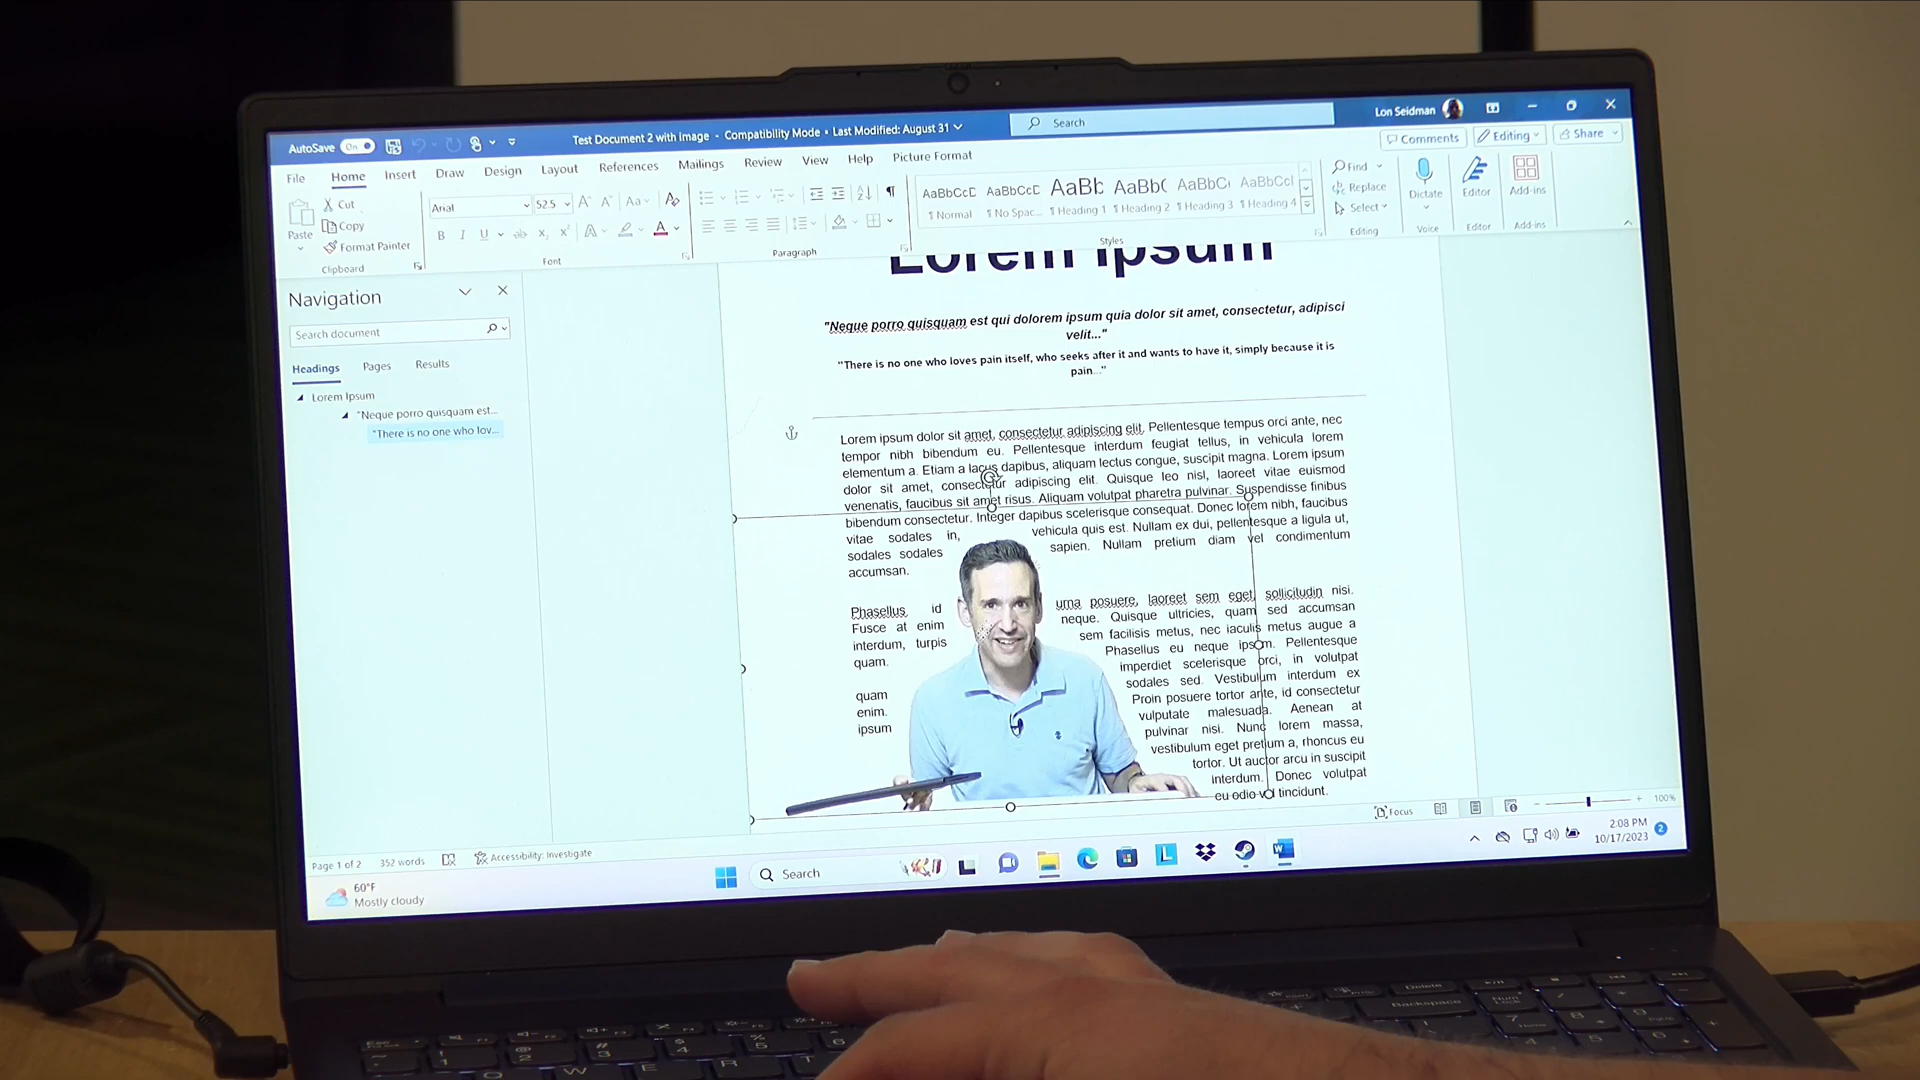 AutoSave On Test Document 2 with image - Compatibility Mode • Last Modified: August 31 Search Lon Seidman
File Home Insert Draw Design Layout References Mailings Review View Help Picture Format Comments Editing Share
Paste Cut Copy Format Painter Clipboard
Arial 52.5 Font
Paragraph
AaBbCcD AaBbCcD AaBb AaBbC AaBbC AaBbCcI
¶ Normal ¶ No Spac... ¶ Heading 1 ¶ Heading 2 ¶ Heading 3 ¶ Heading 4
Styles
Find Replace Select Editing
Dictate Voice
Editor Editor
Add-ins Add-ins
Navigation
Search document
Headings Pages Results
Lorem Ipsum
"Neque porro quisquam est...
"There is no one who lov...
Lorem Ipsum
"Neque porro quisquam est qui dolorem ipsum quia dolor sit amet, consectetur, adipisci
velit..."
"There is no one who loves pain itself, who seeks after it and wants to have it, simply because it is
pain..."
Lorem ipsum dolor sit amet, consectetur adipiscing elit. Pellentesque tempus orci ante, nec
tempor nibh bibendum eu. Pellentesque interdum feugiat tellus, in vehicula lorem
elementum a. Etiam a lacus dapibus, aliquam lectus congue, suscipit magna. Lorem ipsum
dolor sit amet, consectetur adipiscing elit. Quisque leo nisl, laoreet vitae euismod
venenatis, faucibus sit amet risus. Aliquam volutpat pharetra pulvinar. Suspendisse finibus
bibendum consectetur. Integer dapibus scelerisque consequat. Donec lorem nibh, faucibus
vitae sodales in, vehicula quis est. Nullam ex dui, pellentesque a ligula ut,
sodales sodales sapien. Nullam pretium diam vel condimentum
accumsan.
Phasellus id urna posuere, laoreet sem eget, sollicitudin nisi.
Fusce at enim neque. Quisque ultricies, quam sed accumsan
interdum, turpis sem facilisis metus, nec iaculis metus augue a
quam. Phasellus eu neque ipsum. Pellentesque
imperdiet scelerisque orci, in volutpat
quam sodales sed. Vestibulum interdum ex
enim. Proin posuere tortor ante, id consectetur
ipsum vulputate malesuada. Aenean at
pulvinar nisi. Nunc lorem massa,
vestibulum eget pretium a, rhoncus eu
tortor. Ut auctor arcu in suscipit
interdum. Donec volutpat
eu odio vel tincidunt.
Page 1 of 2 352 words Accessibility: Investigate Focus 100%
60°F
Mostly cloudy
Search
2:08 PM
10/17/2023
2
Delete
Backspace